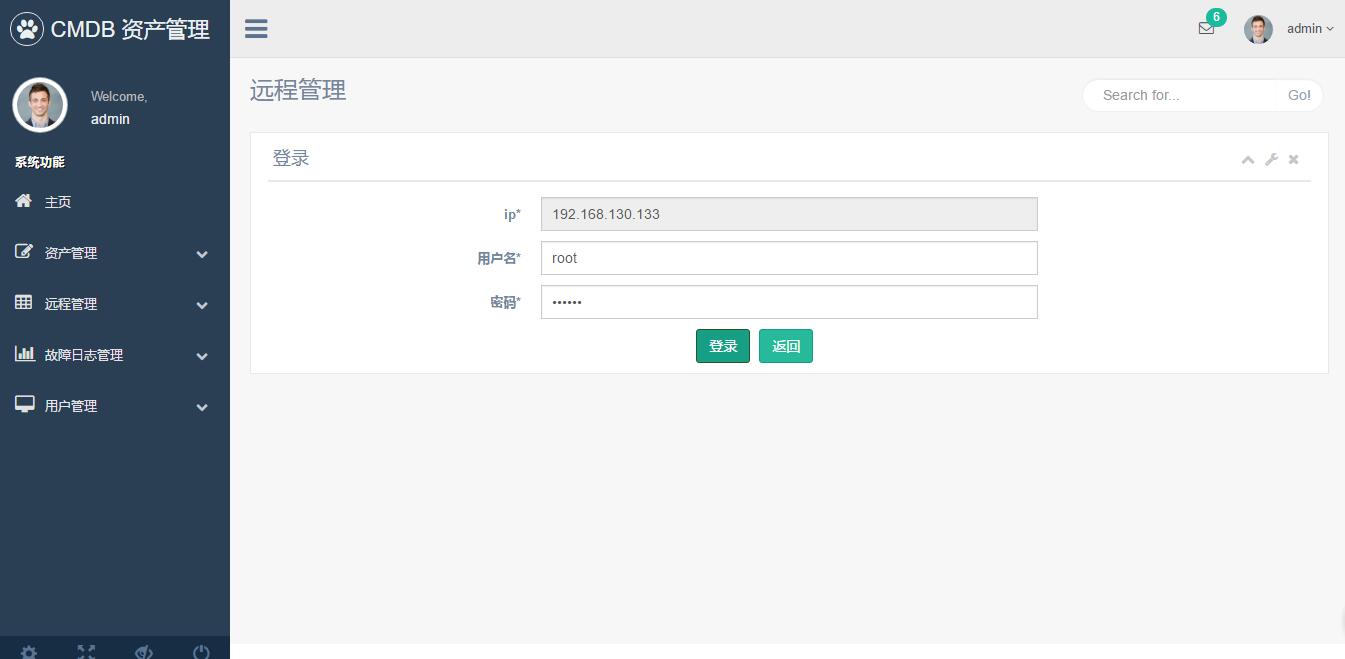 CMDB 资产管理
6
admin
Welcome,
admin
系统功能
主页
资产管理
远程管理
故障日志管理
用户管理
远程管理
Search for...
Go!
登录
ip*
192.168.130.133
用户名*
root
密码*
••••••
登录
返回